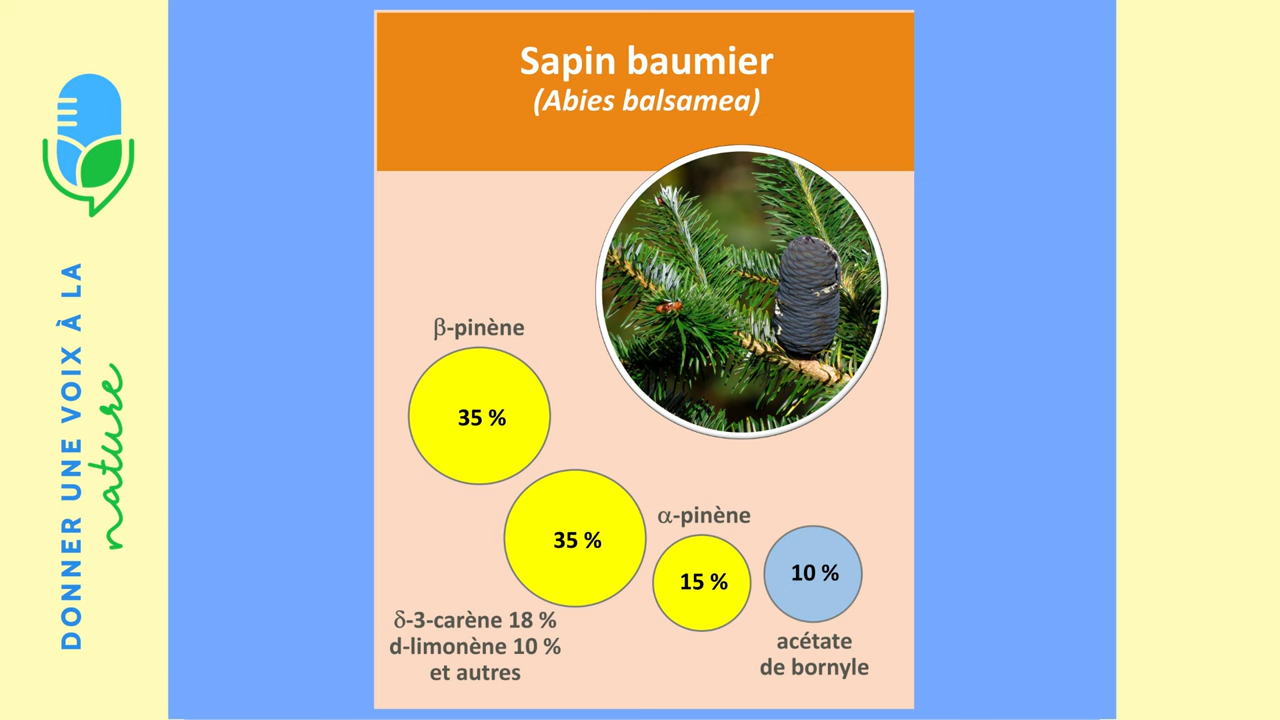 DONNER UNE VOIX À LA
nature
Sapin baumier
(Abies balsamea)
β-pinène
35 %
35 %
δ-3-carène 18 %
d-limonène 10 %
et autres
α-pinène
15 %
10 %
acétate
de bornyle